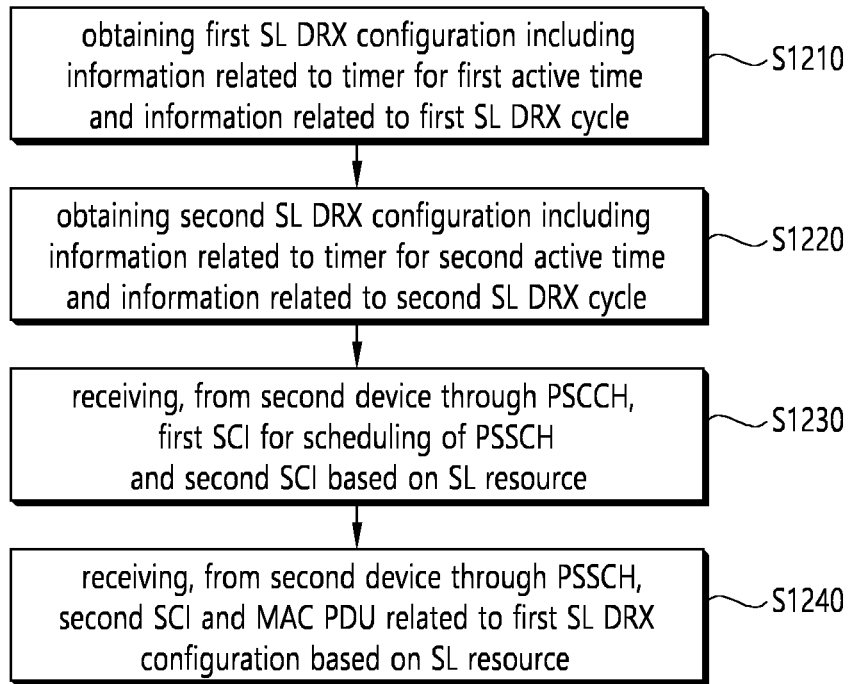 obtaining first SL DRX configuration including
information related to timer for first active time
and information related to first SL DRX cycle
S1210
obtaining second SL DRX configuration including
information related to timer for second active time
and information related to second SL DRX cycle
S1220
receiving, from second device through PSCCH,
first SCI for scheduling of PSSCH
and second SCI based on SL resource
S1230
receiving, from second device through PSSCH,
second SCI and MAC PDU related to first SL DRX
configuration based on SL resource
S1240